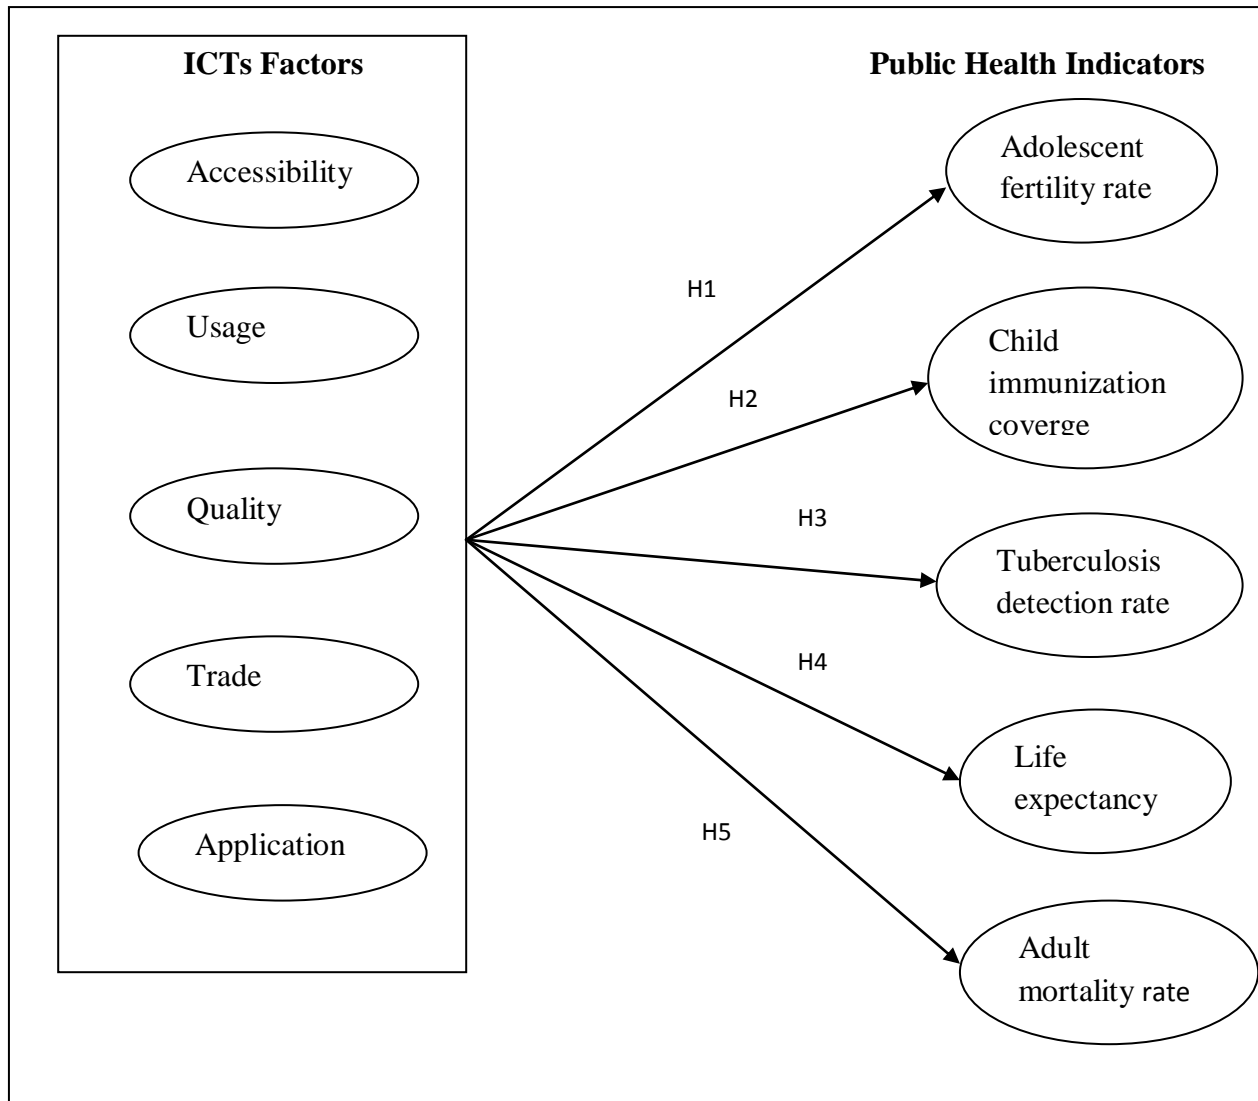 ICTs Factors
Accessibility
Usage
Quality
Trade
Application
H1
H2
H3
H4
H5
Public Health Indicators
Adolescent
fertility rate
Child
immunization
coverge
Tuberculosis
detection rate
Life
expectancy
Adult
mortality rate